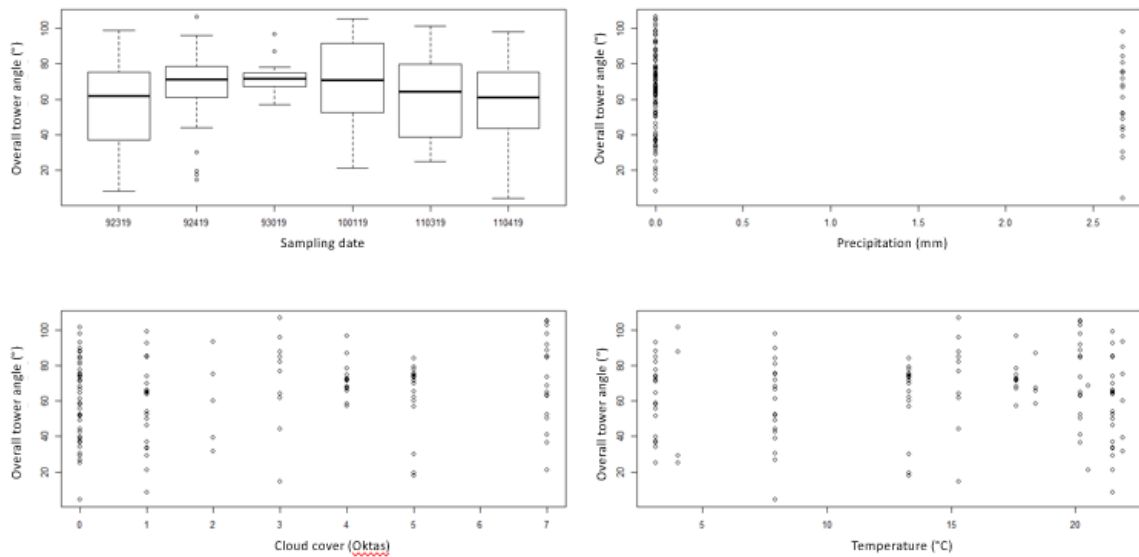 Overall tower angle (°)
100
80
60
40
20
92319 92419 93019 100119 110319 110419
Sampling date
Overall tower angle (°)
100
80
60
40
20
0.0 0.5 1.0 1.5 2.0 2.5
Precipitation (mm)
Overall tower angle (°)
100
80
60
40
20
0 1 2 3 4 5 6 7
Cloud cover (Oktas)
Overall tower angle (°)
100
80
60
40
20
5 10 15 20
Temperature (°C)